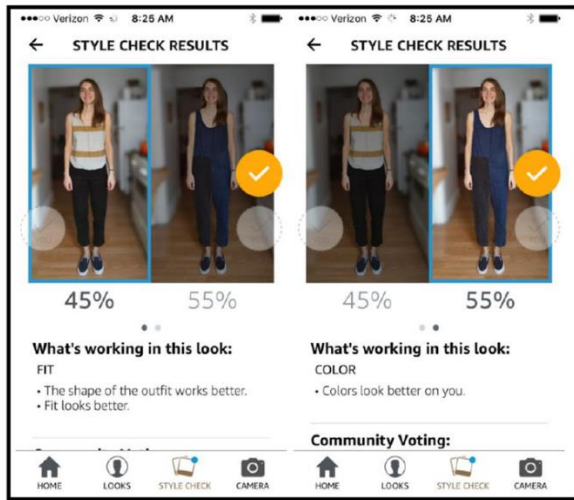 Verizon 8:25 AM
STYLE CHECK RESULTS
45% 55%
What's working in this look:
FIT
• The shape of the outfit works better.
• Fit looks better.
HOME LOOKS STYLE CHECK CAMERA
Verizon 8:25 AM
STYLE CHECK RESULTS
45% 55%
What's working in this look:
COLOR
• Colors look better on you.
Community Voting:
HOME LOOKS STYLE CHECK CAMERA